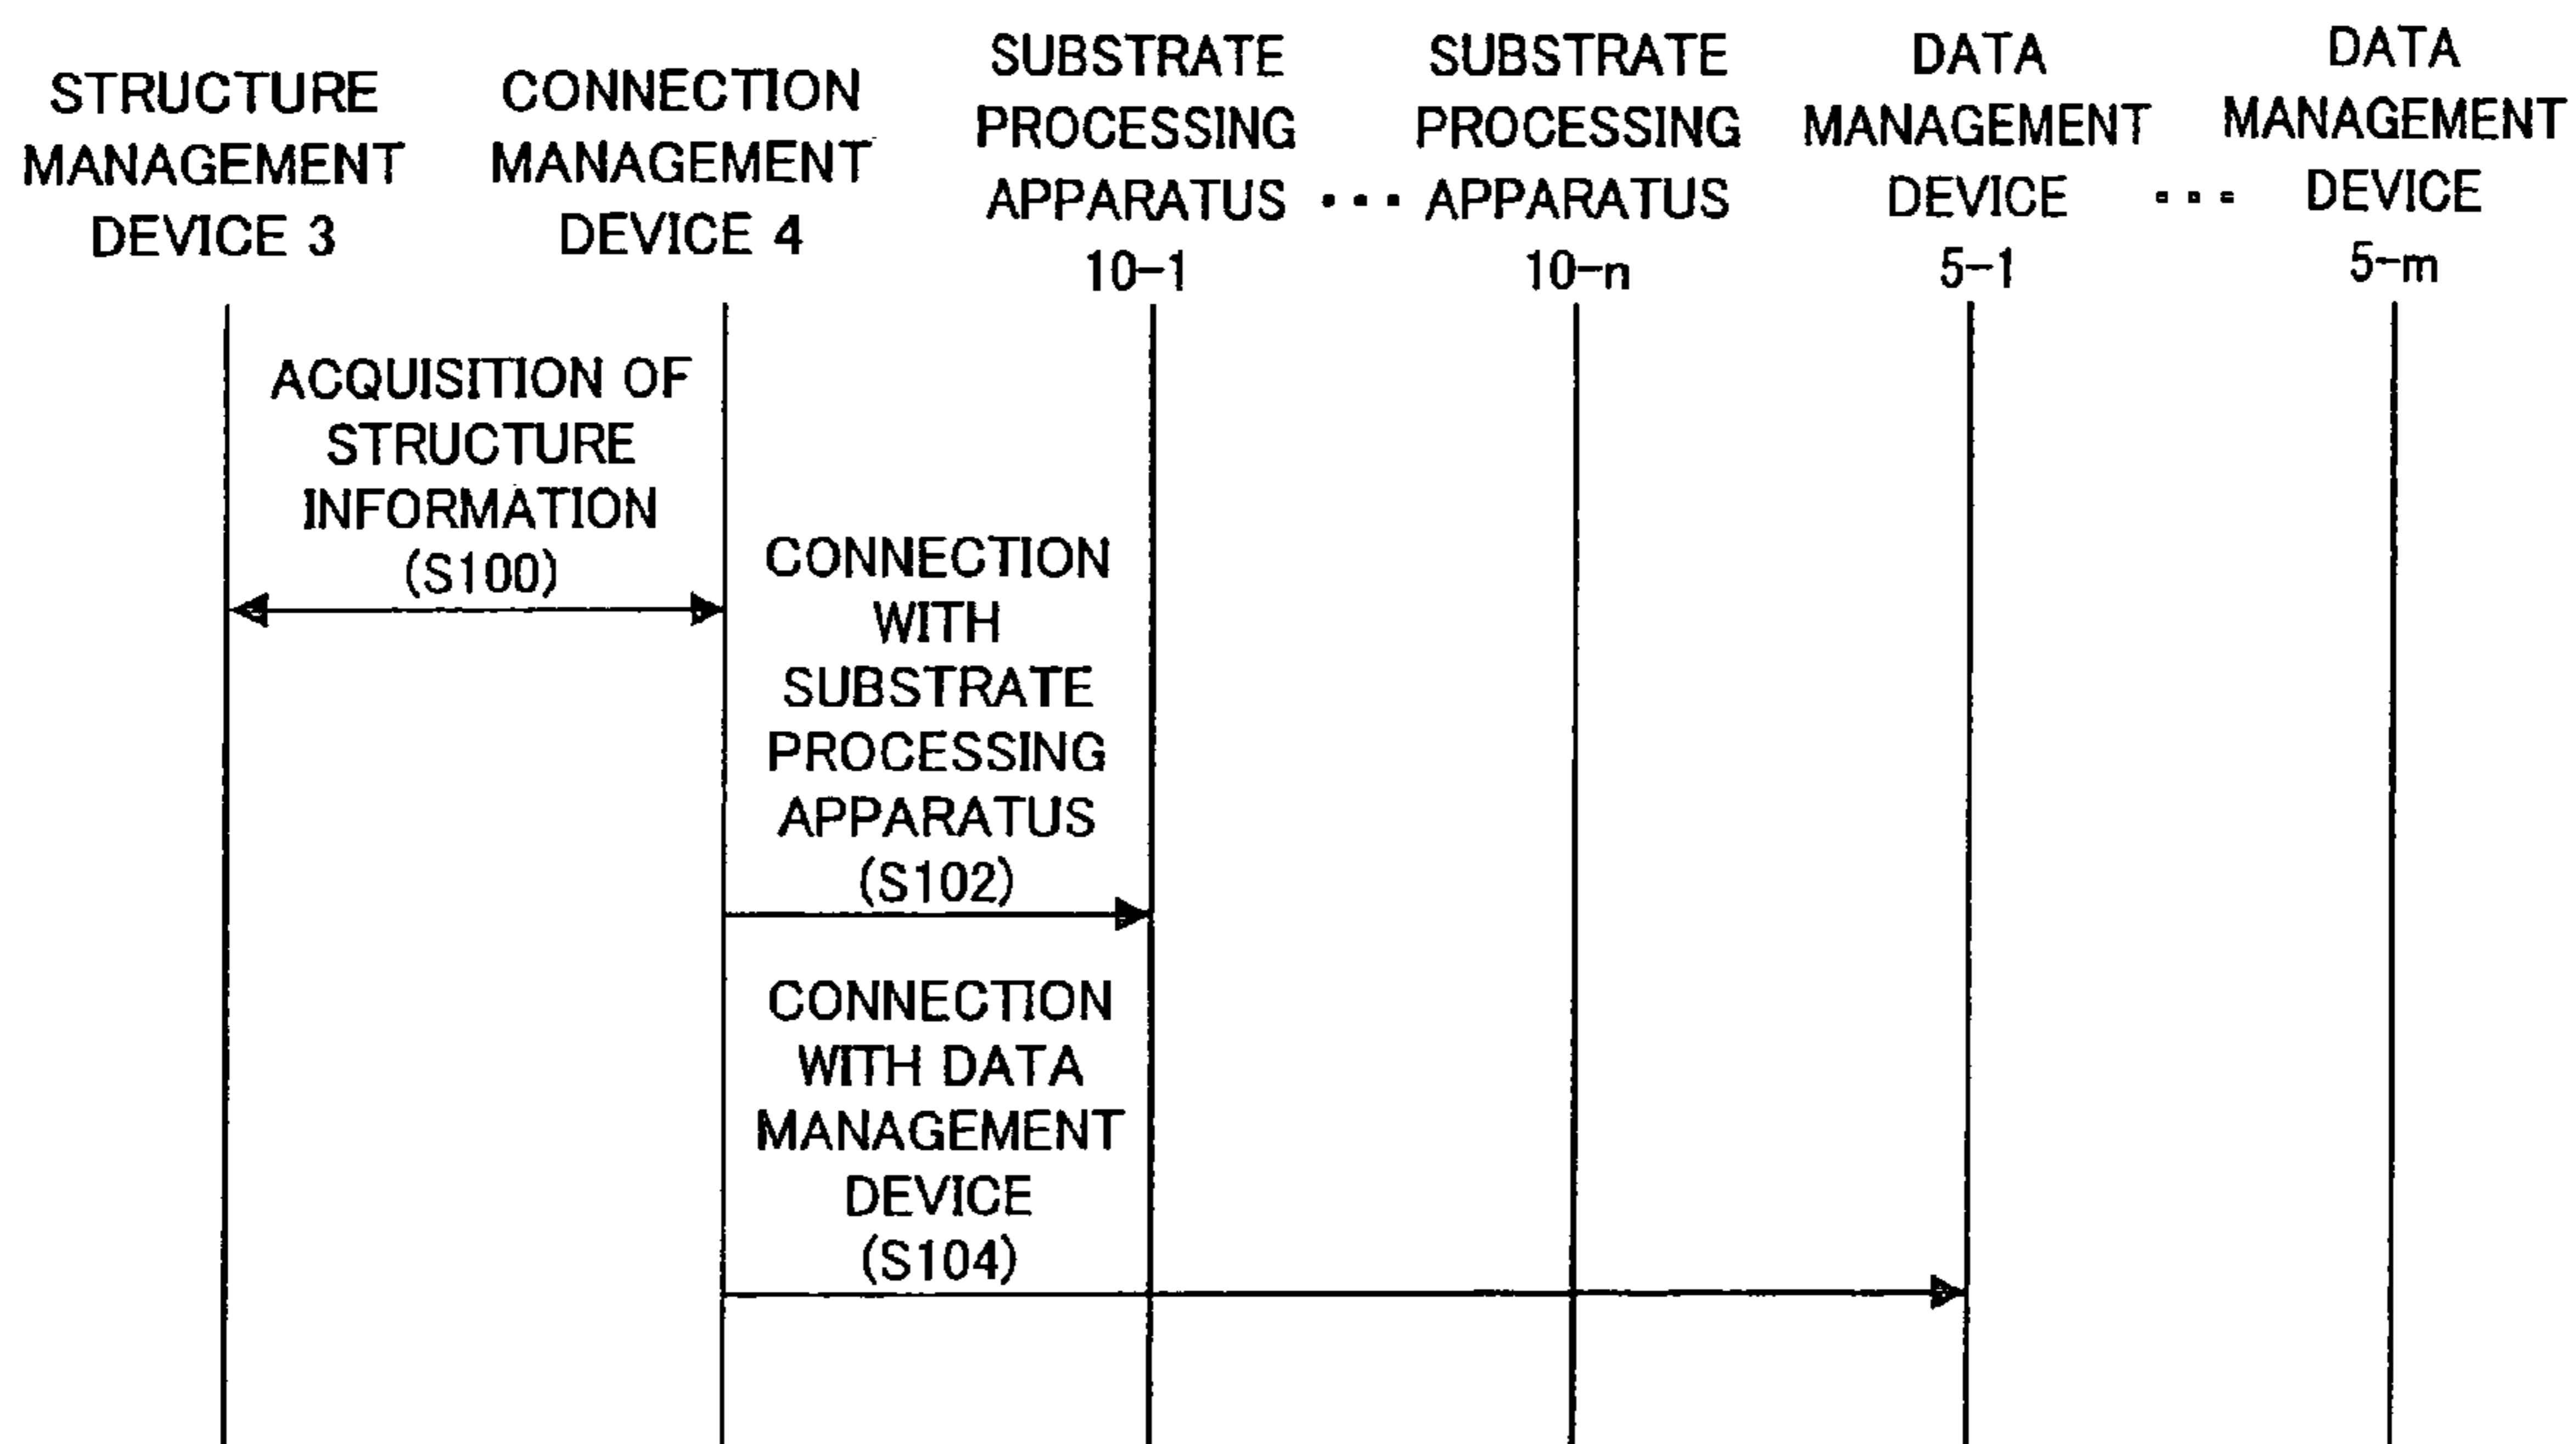 STRUCTURE
MANAGEMENT
DEVICE 3
CONNECTION
MANAGEMENT
DEVICE 4
SUBSTRATE
PROCESSING
APPARATUS
10-1
...
SUBSTRATE
PROCESSING
APPARATUS
10-n
DATA
MANAGEMENT
DEVICE
5-1
...
DATA
MANAGEMENT
DEVICE
5-m
ACQUISITION OF
STRUCTURE
INFORMATION
(S100)
CONNECTION
WITH
SUBSTRATE
PROCESSING
APPARATUS
(S102)
CONNECTION
WITH DATA
MANAGEMENT
DEVICE
(S104)